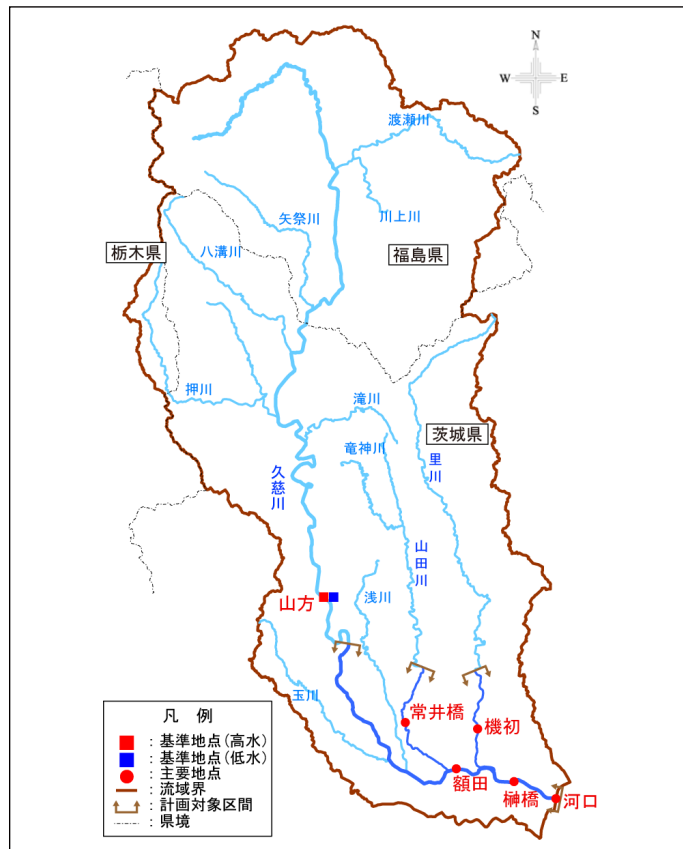 N
W E
S
渡瀬川
川上川
矢祭川
八溝川
栃木県
福島県
押川
滝川
竜神川
茨城県
里川
久慈川
山田川
浅川
山方
玉川
常井橋
機初
額田
榊橋
河口
凡 例
：基準地点(高水)
：基準地点(低水)
：主要地点
：流域界
：計画対象区間
：県境